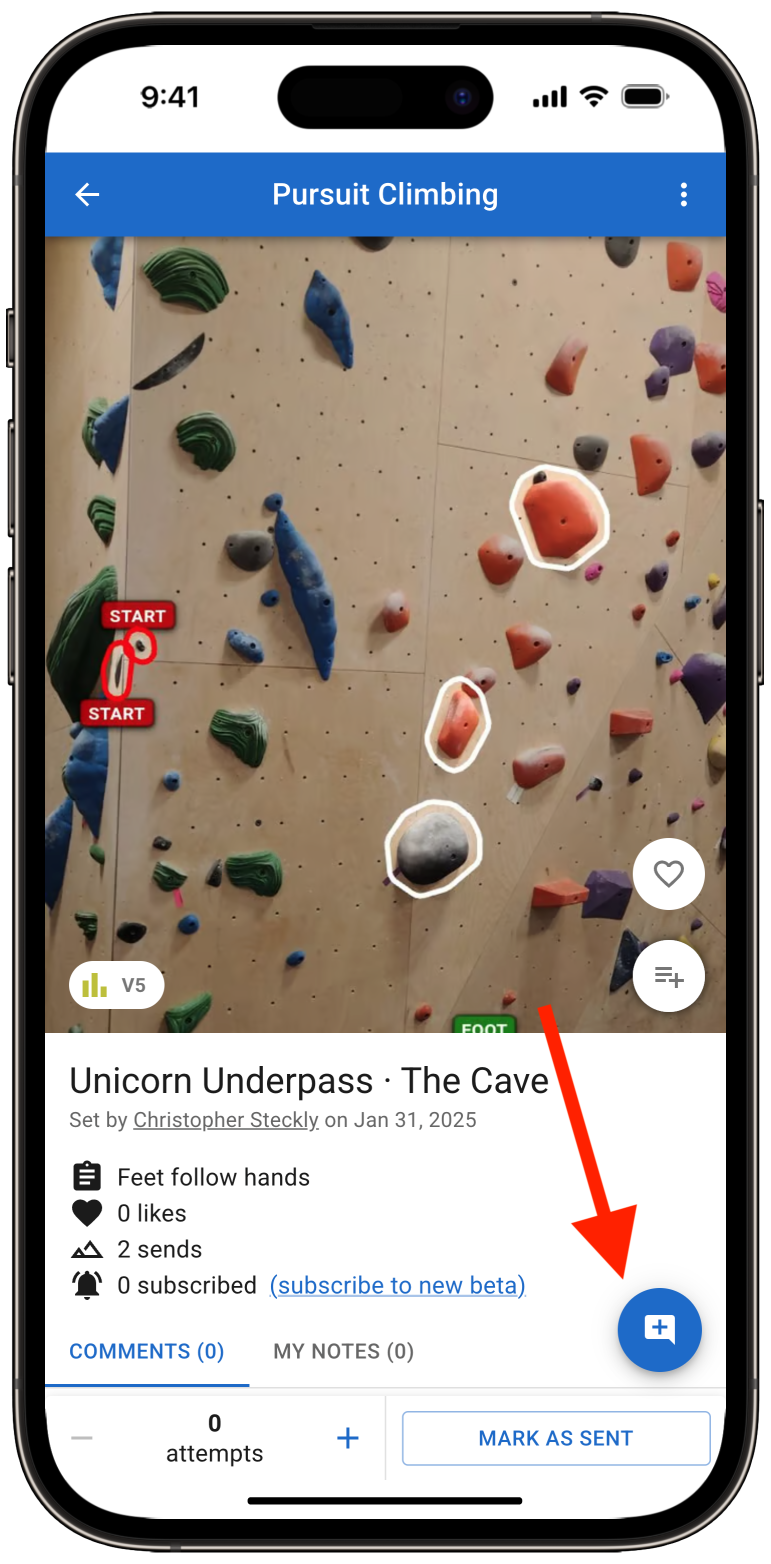 9:41
Pursuit Climbing
START
START
V5
FOOT
Unicorn Underpass · The Cave
Set by Christopher Steckly on Jan 31, 2025
Feet follow hands
0 likes
2 sends
0 subscribed (subscribe to new beta)
COMMENTS (0) MY NOTES (0)
0
attempts
MARK AS SENT